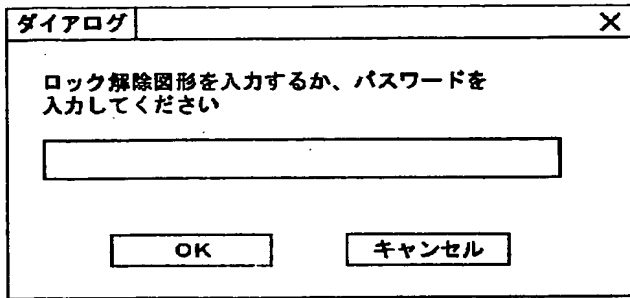 ダイアログ
ロック解除図形を入力するか、パスワードを
入力してください
OK
キャンセル